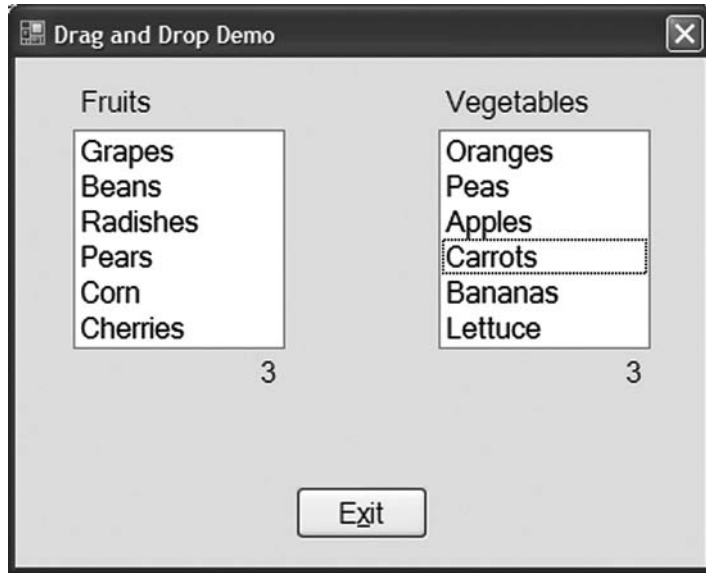 Drag and Drop Demo
Fruits
Grapes
Beans
Radishes
Pears
Corn
Cherries
3
Vegetables
Oranges
Peas
Apples
Carrots
Bananas
Lettuce
3
Exit